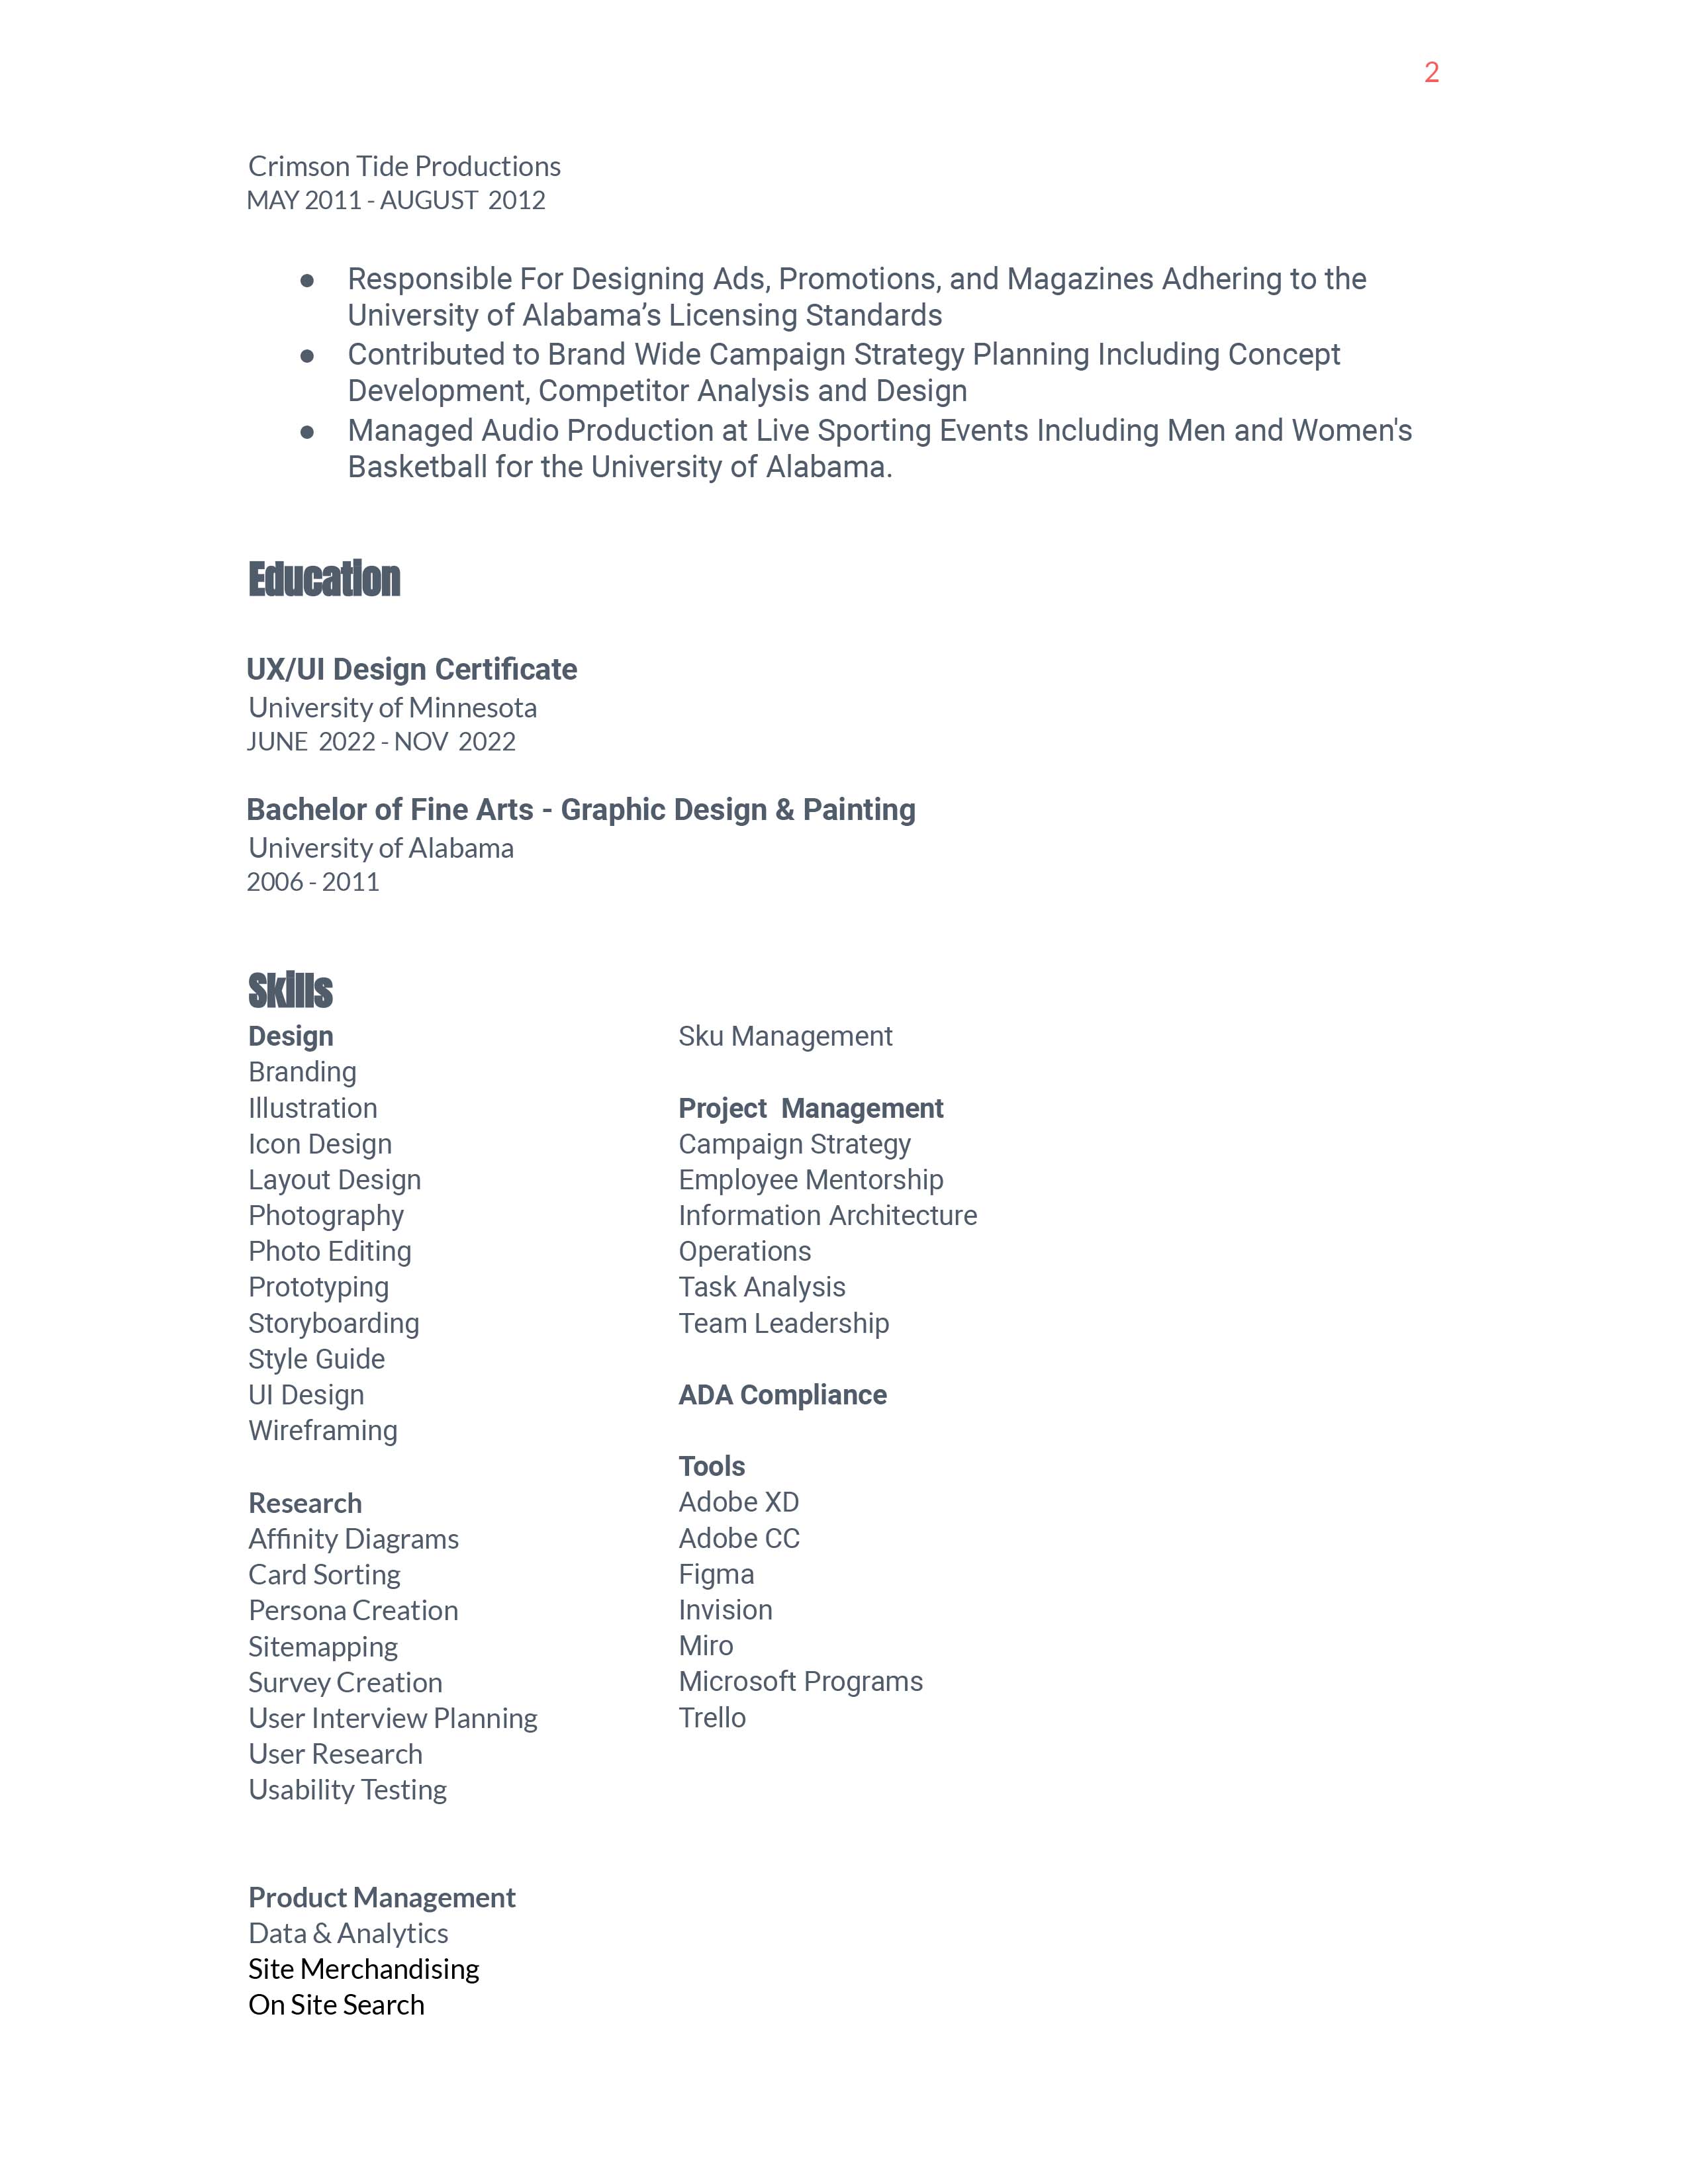 2
Crimson Tide Productions
MAY 2011 - AUGUST 2012
● Responsible For Designing Ads, Promotions, and Magazines Adhering to the
University of Alabama’s Licensing Standards
● Contributed to Brand Wide Campaign Strategy Planning Including Concept
Development, Competitor Analysis and Design
● Managed Audio Production at Live Sporting Events Including Men and Women's
Basketball for the University of Alabama.
Education
UX/UI Design Certificate
University of Minnesota
JUNE 2022 - NOV 2022
Bachelor of Fine Arts - Graphic Design & Painting
University of Alabama
2006 - 2011
Skills
Design
Branding
Illustration
Icon Design
Layout Design
Photography
Photo Editing
Prototyping
Storyboarding
Style Guide
UI Design
Wireframing
Research
Affinity Diagrams
Card Sorting
Persona Creation
Sitemapping
Survey Creation
User Interview Planning
User Research
Usability Testing
Product Management
Data & Analytics
Site Merchandising
On Site Search
Sku Management
Project Management
Campaign Strategy
Employee Mentorship
Information Architecture
Operations
Task Analysis
Team Leadership
ADA Compliance
Tools
Adobe XD
Adobe CC
Figma
Invision
Miro
Microsoft Programs
Trello